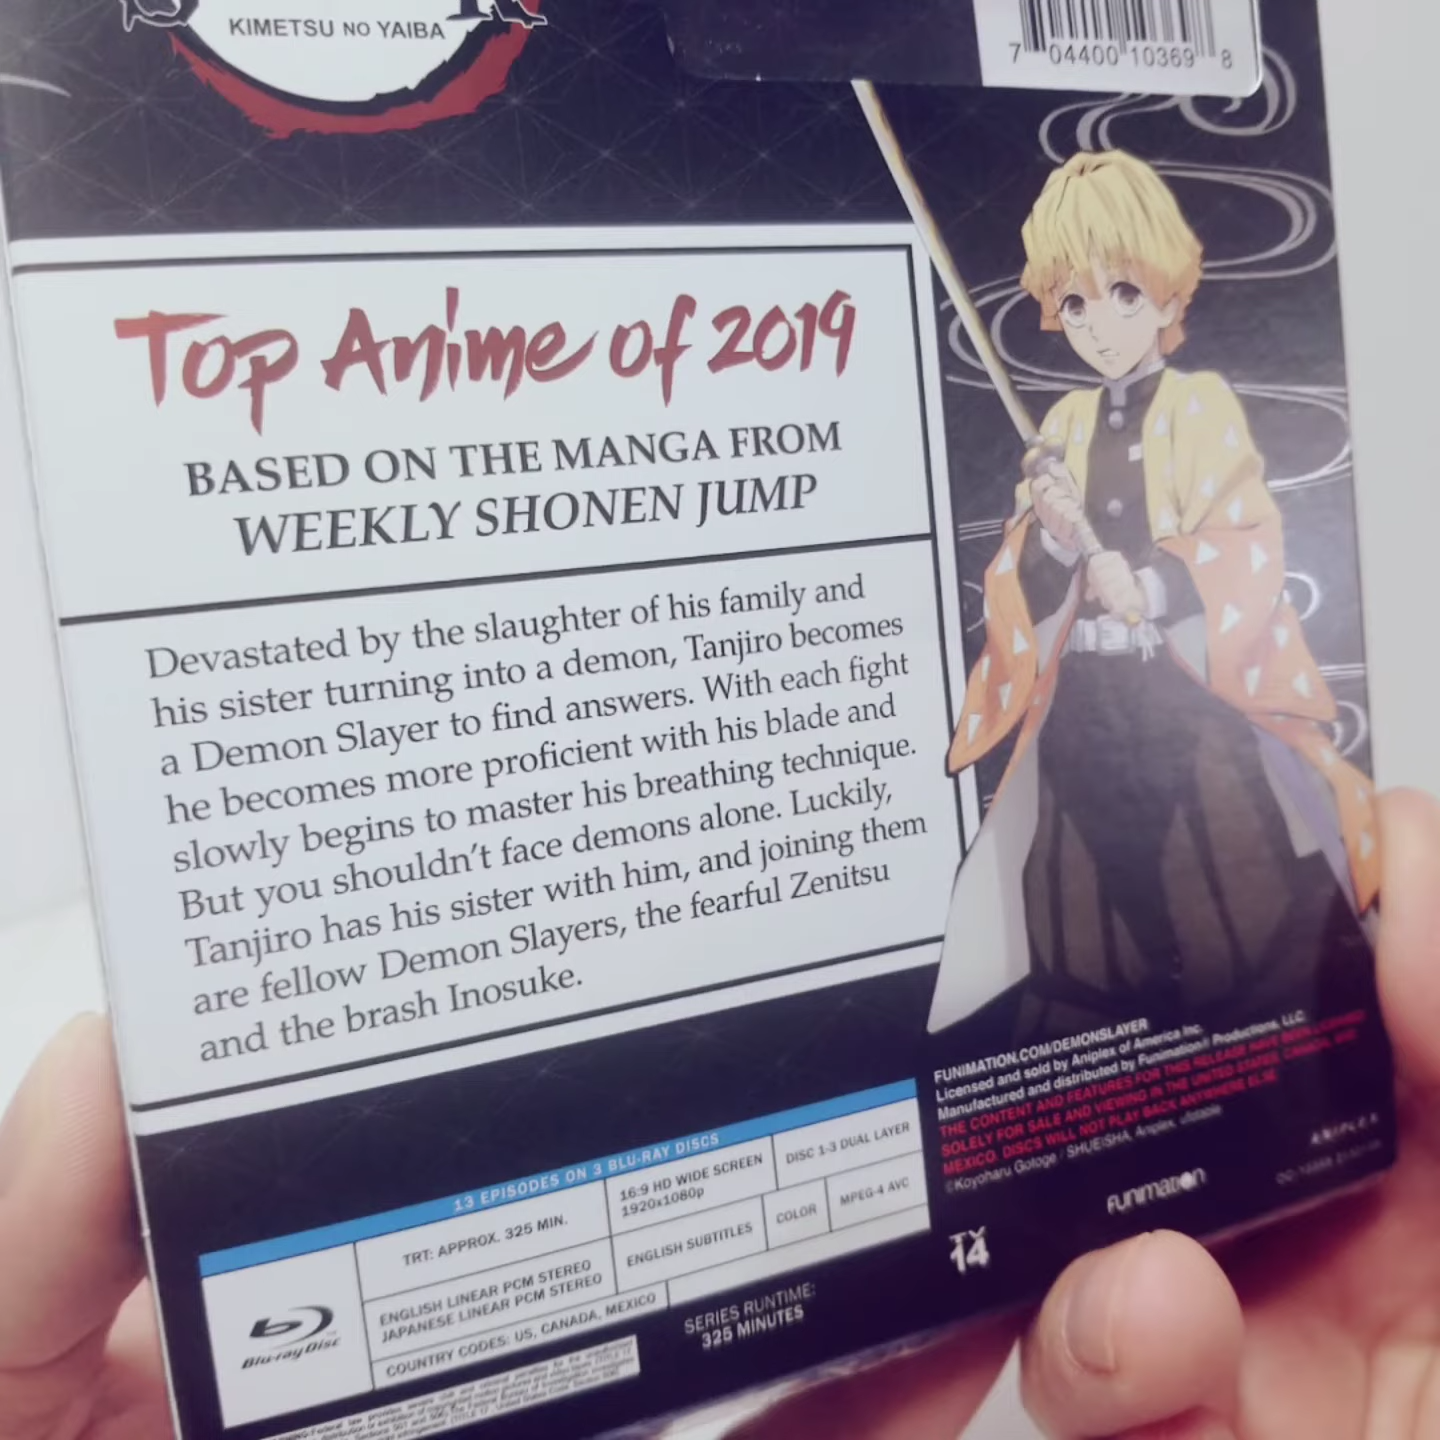 KIMETSU NO YAIBA
7 04400 10369 8
Top Anime of 2019
BASED ON THE MANGA FROM
WEEKLY SHONEN JUMP
Devastated by the slaughter of his family and
his sister turning into a demon, Tanjiro becomes
a Demon Slayer to find answers. With each fight
he becomes more proficient with his blade and
slowly begins to master his breathing technique.
But you shouldn't face demons alone. Luckily,
Tanjiro has his sister with him, and joining them
are fellow Demon Slayers, the fearful Zenitsu
and the brash Inosuke.
FUNIMATION.COM/DEMONSLAYER
Licensed and sold by Aniplex of America Inc.
Manufactured and distributed by Funimation® Productions, LLC.
THE CONTENT AND FEATURES FOR THIS RELEASE HAVE BEEN LICENSED
SOLELY FOR SALE AND VIEWING IN THE UNITED STATES, CANADA, AND
MEXICO. DISCS WILL NOT PLAY BACK ANYWHERE ELSE.
©Koyoharu Gotoge / SHUEISHA, Aniplex, ufotable
ANIPLEX
FUNIMATION
TV
14
13 EPISODES ON 3 BLU-RAY DISCS
TRT: APPROX. 325 MIN.
16:9 HD WIDE SCREEN
1920x1080p
DISC 1-3 DUAL LAYER
ENGLISH LINEAR PCM STEREO
JAPANESE LINEAR PCM STEREO
ENGLISH SUBTITLES
COLOR
MPEG-4 AVC
COUNTRY CODES: US, CANADA, MEXICO
Blu-ray Disc
SERIES RUNTIME:
325 MINUTES